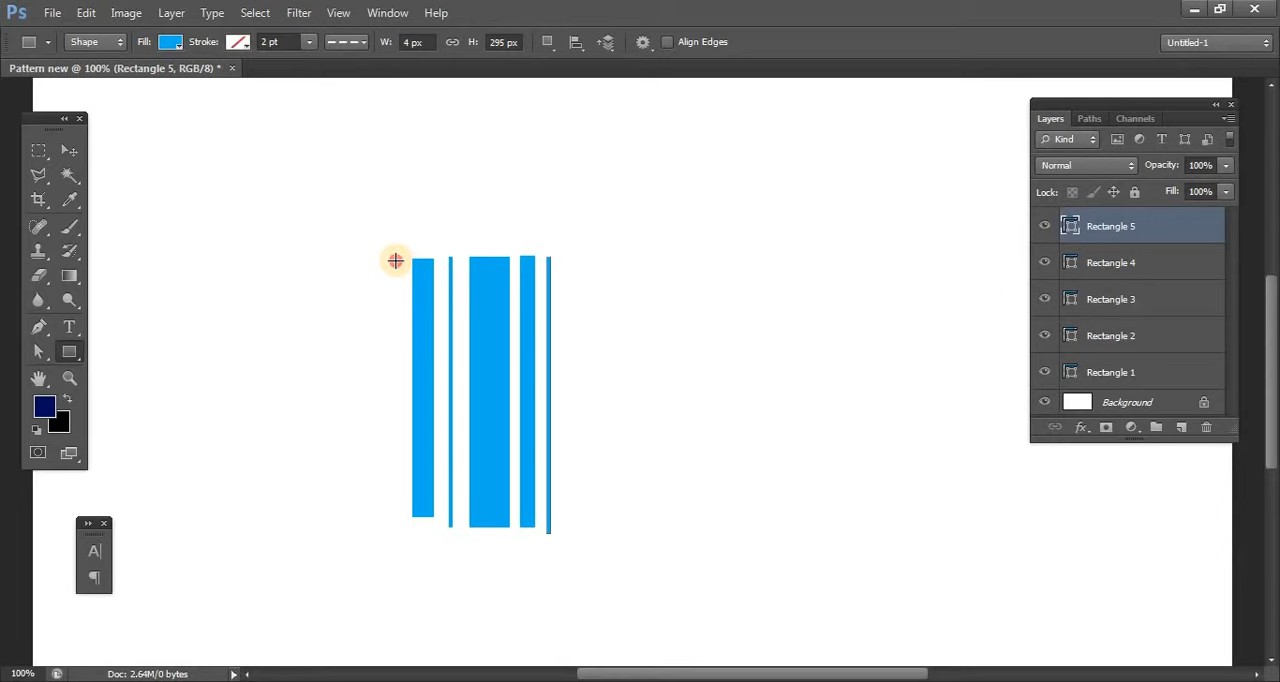 Ps File Edit Image Layer Type Select Filter View Window Help
Shape Fill: Stroke: 2 pt W: 4 px H: 295 px Align Edges Untitled-1
Pattern new @ 100% (Rectangle 5, RGB/8) * ×
Layers Paths Channels
Kind T
Normal Opacity: 100%
Lock: Fill: 100%
Rectangle 5
Rectangle 4
Rectangle 3
Rectangle 2
Rectangle 1
Background
T
A
¶
100% Doc: 2.64M/0 bytes